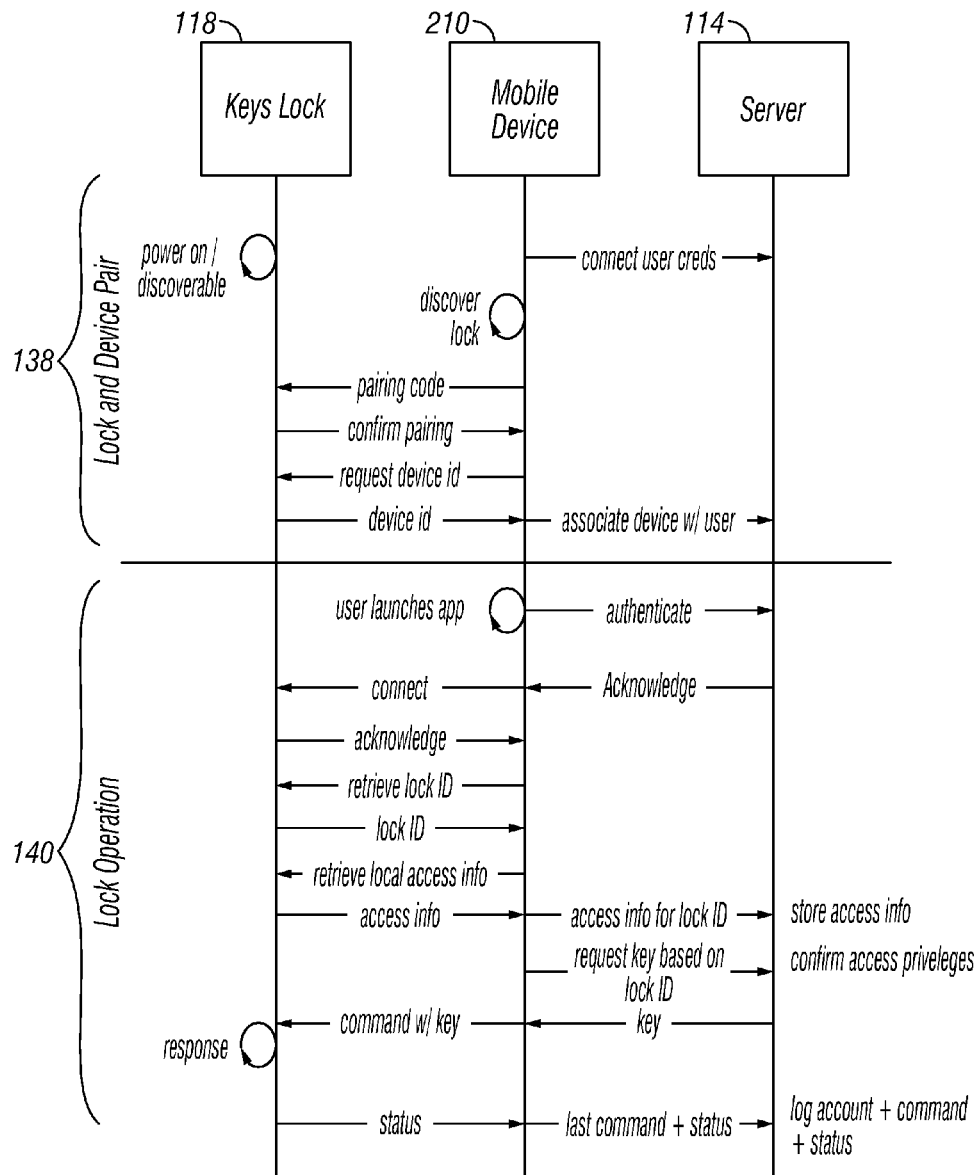 118
210
114
Keys Lock
Mobile
Device
Server
138
Lock and Device Pair
power on /
discoverable
connect user creds
discover
lock
pairing code
confirm pairing
request device id
device id
associate device w/ user
140
Lock Operation
user launches app
authenticate
connect
Acknowledge
acknowledge
retrieve lock ID
lock ID
retrieve local access info
access info
access info for lock ID
store access info
request key based on
lock ID
confirm access priveleges
command w/ key
key
response
status
last command + status
log account + command
+ status